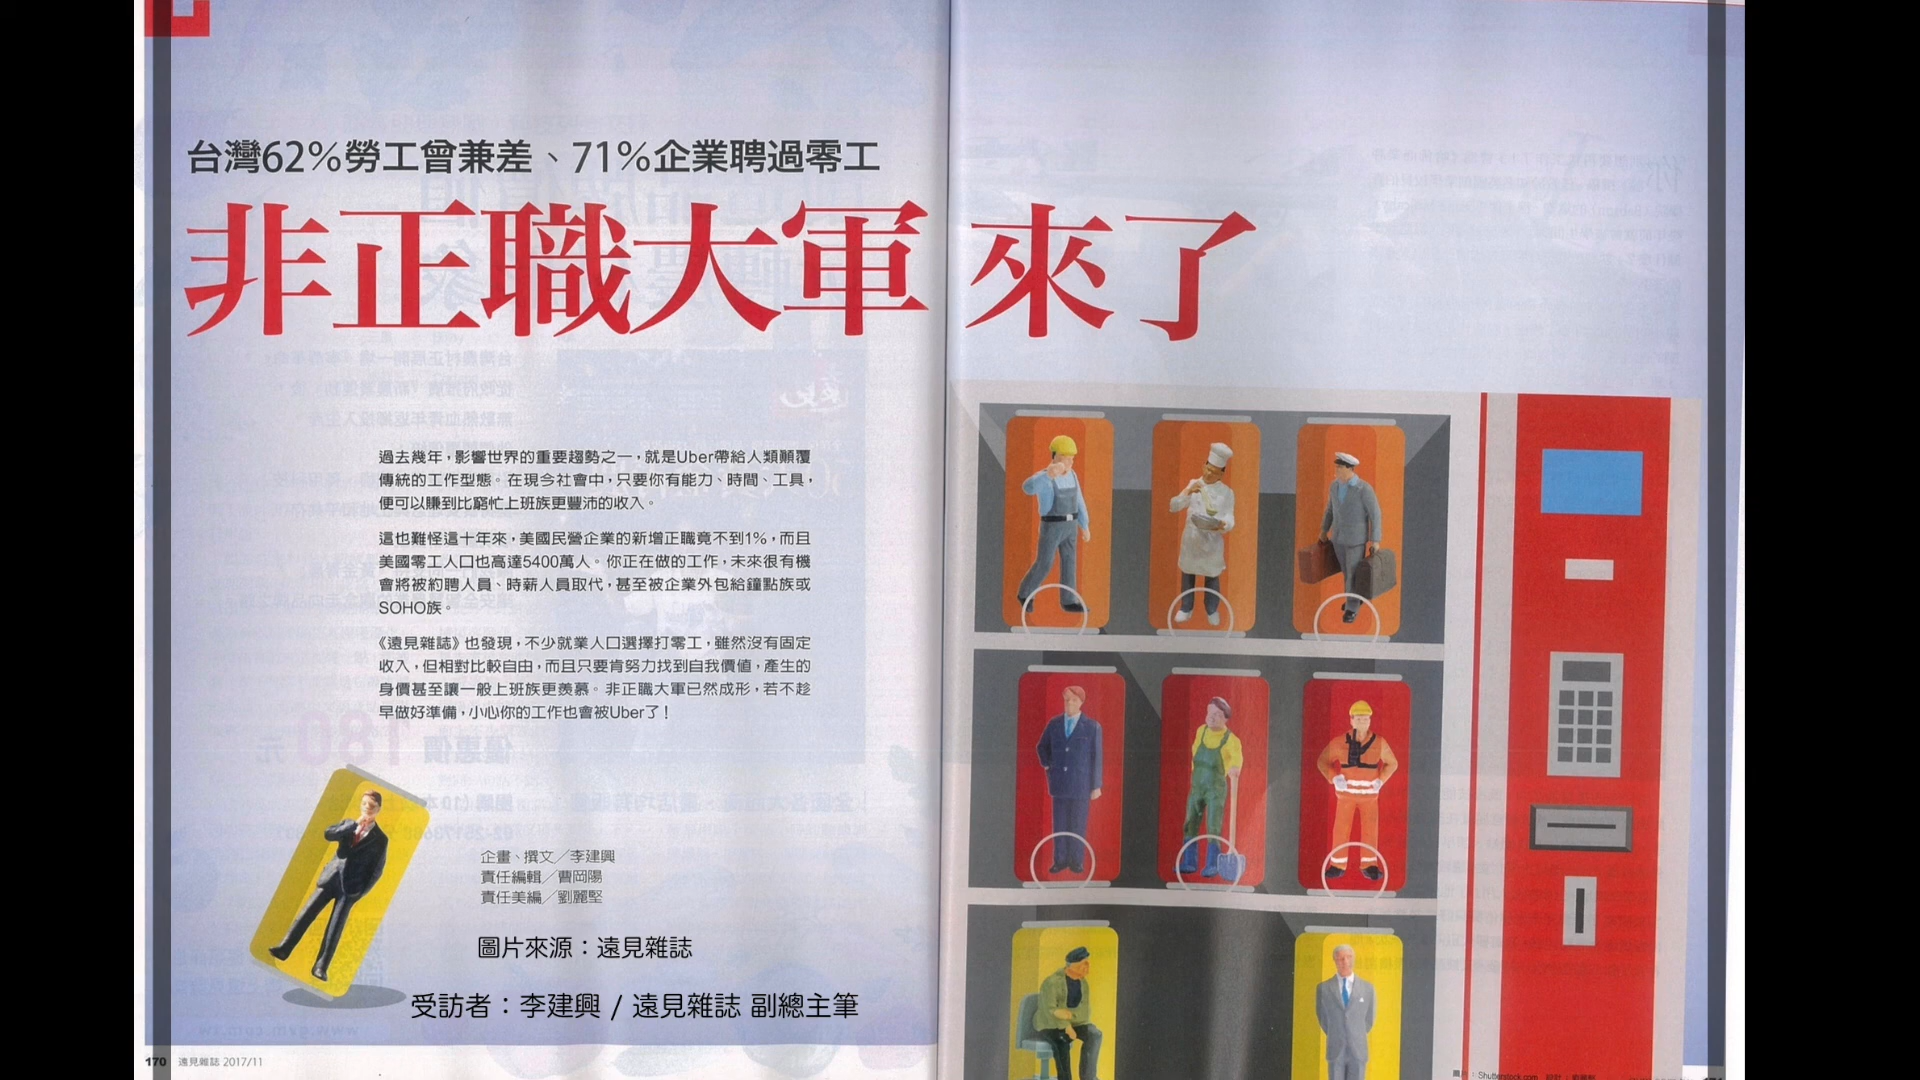 台灣62%勞工曾兼差、71%企業聘過零工
非正職大軍 來了
過去幾年，影響世界的重要趨勢之一，就是Uber帶給人類顛覆
傳統的工作型態。在現今社會中，只要你有能力、時間、工具，
便可以賺到比窮忙上班族更豐沛的收入。
這也難怪這十年來，美國民營企業的新增正職竟不到1%，而且
美國零工人口也高達5400萬人。你正在做的工作，未來很有機
會將被約聘人員、時薪人員取代，甚至被企業外包給鐘點族或
SOHO族。
《遠見雜誌》也發現，不少就業人口選擇打零工，雖然沒有固定
收入，但相對比較自由，而且只要肯努力找到自我價值，產生的
身價甚至讓一般上班族更羨慕。非正職大軍已然成形，若不趁
早做好準備，小心你的工作也會被Uber了！
企畫、撰文／李建興
責任編輯／曹岡陽
責任美編／劉麗堅
圖片來源：遠見雜誌
受訪者：李建興 / 遠見雜誌 副總主筆
170 遠見雜誌 2017/11
Shutterstock.com